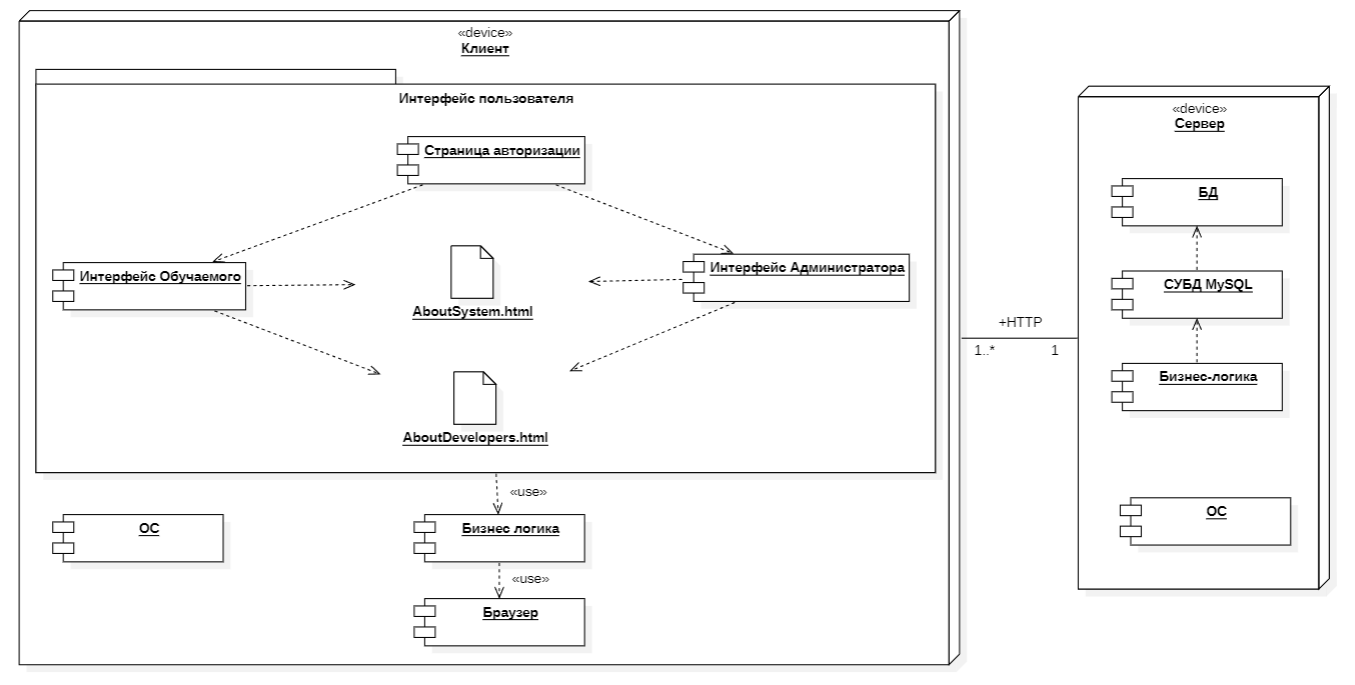 «device»
Клиент
Интерфейс пользователя
Страница авторизации
Интерфейс Обучаемого
AboutSystem.html
Интерфейс Администратора
AboutDevelopers.html
«use»
ОС
Бизнес логика
«use»
Браузер
+HTTP
1..*
1
«device»
Сервер
БД
СУБД MySQL
Бизнес-логика
ОС